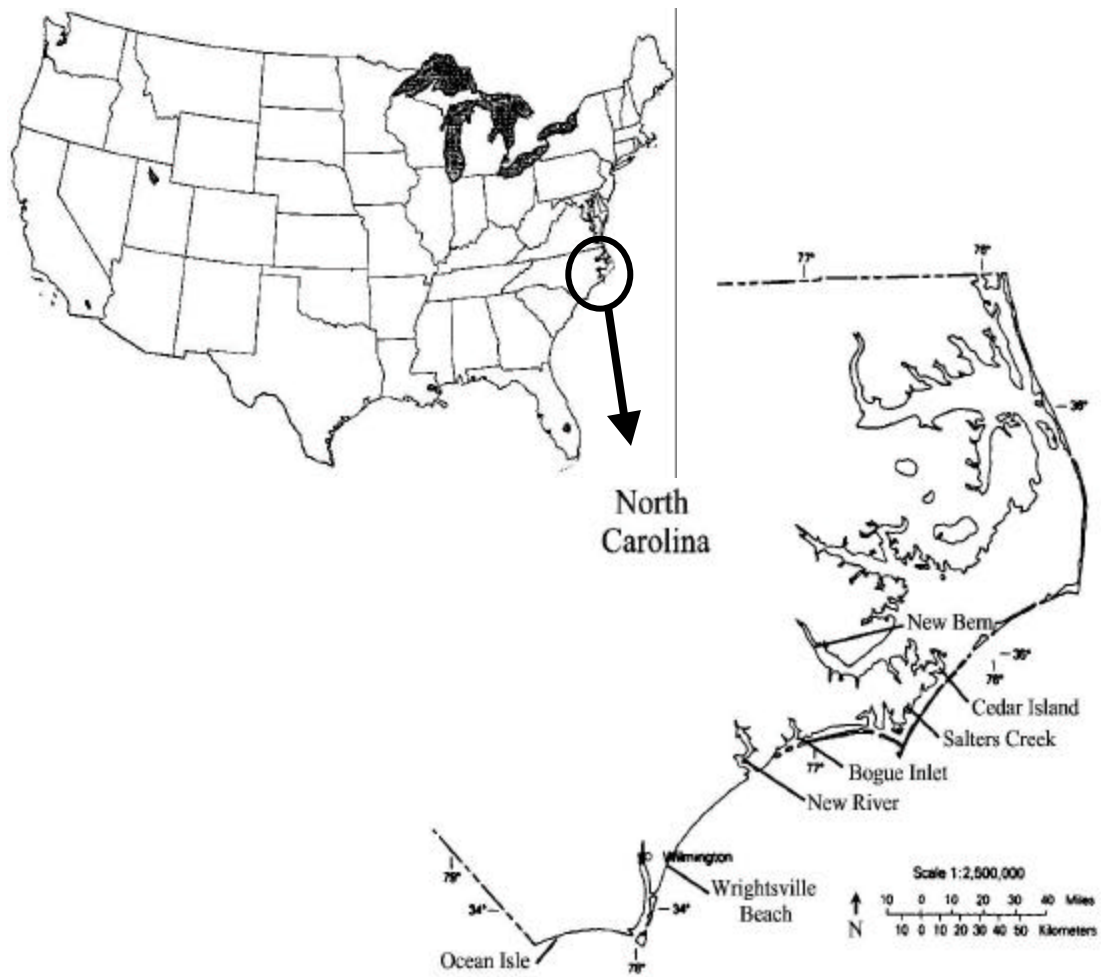 77°
76°
36°
North
Carolina
New Bern
35°
76°
Cedar Island
Salters Creek
Bogue Inlet
77°
New River
Wilmington
79°
34°
Wrightsville
Beach
34°
Ocean Isle
78°
Scale 1:2,500,000
10 0 10 20 30 40 Miles
N
10 0 10 20 30 40 50 Kilometers